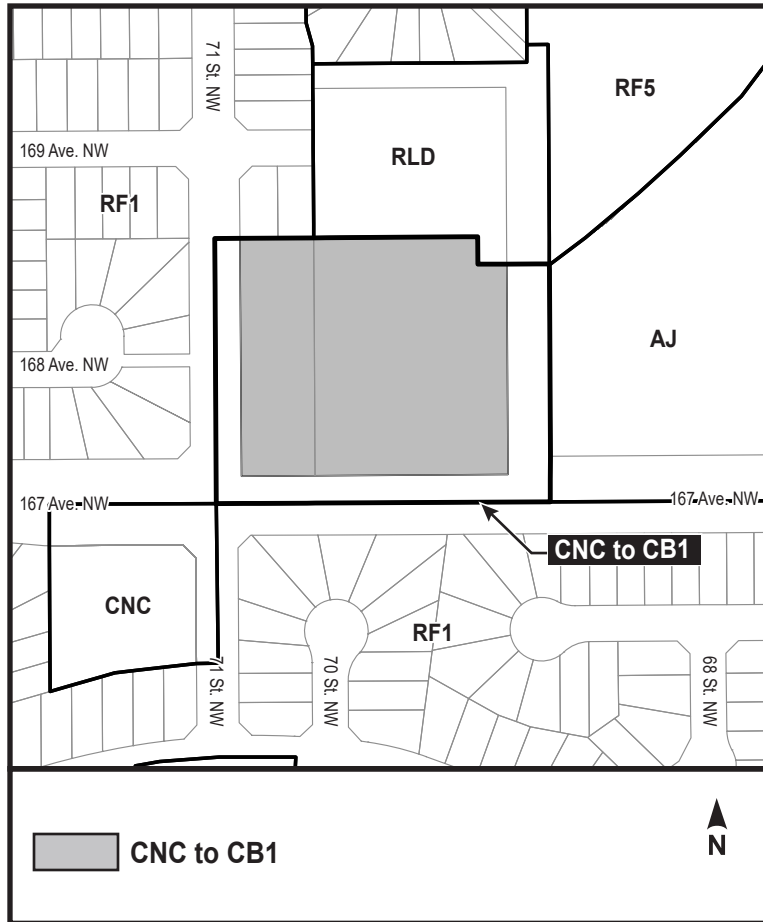 71 St. NW
RF5
169 Ave. NW
RLD
RF1
AJ
168 Ave. NW
167 Ave. NW
167 Ave. NW
CNC to CB1
CNC
RF1
71 St. NW
70 St. NW
68 St. NW
CNC to CB1
N